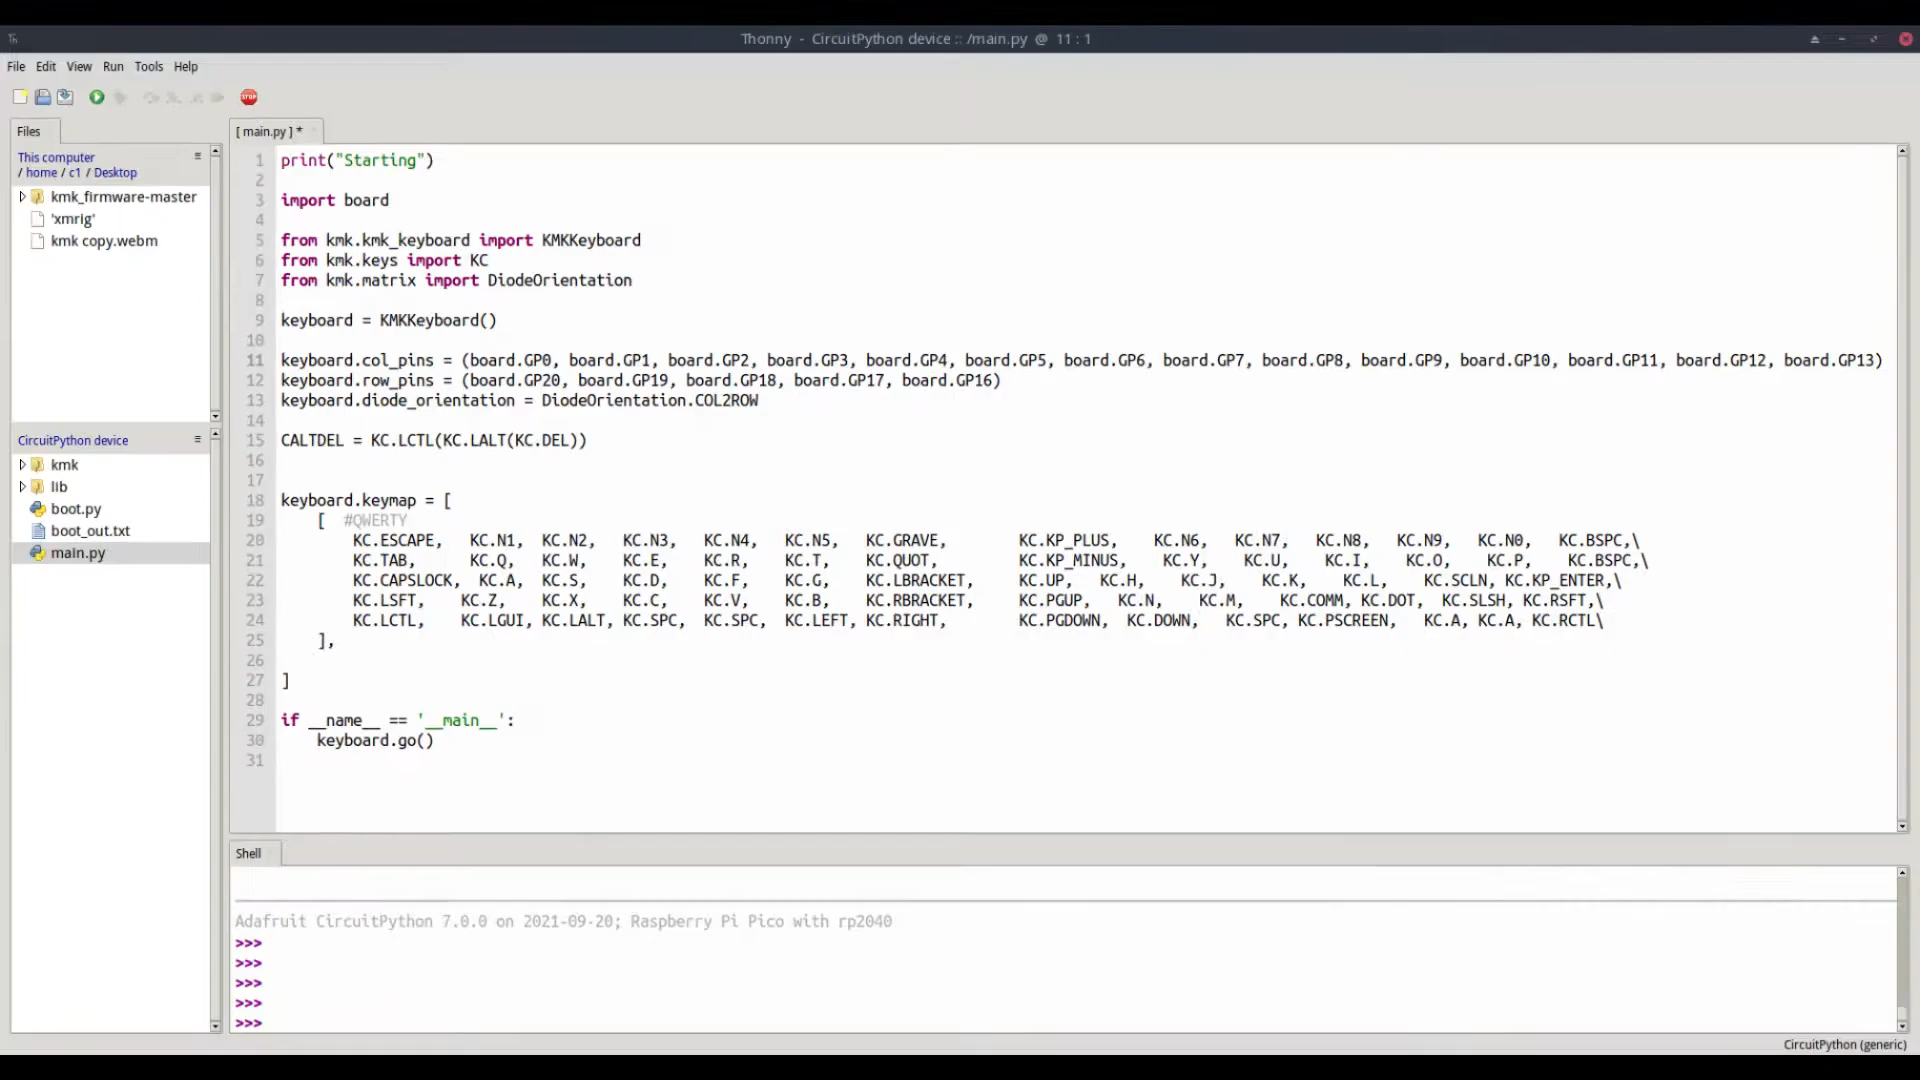 Th
Thonny - CircuitPython device :: /main.py @ 11 : 1
File Edit View Run Tools Help
STOP
Files
This computer
/ home / c1 / Desktop
kmk_firmware-master
'xmrig'
kmk copy.webm
CircuitPython device
kmk
lib
boot.py
boot_out.txt
main.py
[ main.py ] *
1 print("Starting")
2
3 import board
4
5 from kmk.kmk_keyboard import KMKKeyboard
6 from kmk.keys import KC
7 from kmk.matrix import DiodeOrientation
8
9 keyboard = KMKKeyboard()
10
11 keyboard.col_pins = (board.GP0, board.GP1, board.GP2, board.GP3, board.GP4, board.GP5, board.GP6, board.GP7, board.GP8, board.GP9, board.GP10, board.GP11, board.GP12, board.GP13)
12 keyboard.row_pins = (board.GP20, board.GP19, board.GP18, board.GP17, board.GP16)
13 keyboard.diode_orientation = DiodeOrientation.COL2ROW
14
15 CALTDEL = KC.LCTL(KC.LALT(KC.DEL))
16
17
18 keyboard.keymap = [
19 [ #QWERTY
20 KC.ESCAPE, KC.N1, KC.N2, KC.N3, KC.N4, KC.N5, KC.GRAVE, KC.KP_PLUS, KC.N6, KC.N7, KC.N8, KC.N9, KC.N0, KC.BSPC,\
21 KC.TAB, KC.Q, KC.W, KC.E, KC.R, KC.T, KC.QUOT, KC.KP_MINUS, KC.Y, KC.U, KC.I, KC.O, KC.P, KC.BSPC,\
22 KC.CAPSLOCK, KC.A, KC.S, KC.D, KC.F, KC.G, KC.LBRACKET, KC.UP, KC.H, KC.J, KC.K, KC.L, KC.SCLN, KC.KP_ENTER,\
23 KC.LSFT, KC.Z, KC.X, KC.C, KC.V, KC.B, KC.RBRACKET, KC.PGUP, KC.N, KC.M, KC.COMM, KC.DOT, KC.SLSH, KC.RSFT,\
24 KC.LCTL, KC.LGUI, KC.LALT, KC.SPC, KC.SPC, KC.LEFT, KC.RIGHT, KC.PGDOWN, KC.DOWN, KC.SPC, KC.PSCREEN, KC.A, KC.A, KC.RCTL\
25 ],
26
27 ]
28
29 if __name__ == '__main__':
30 keyboard.go()
31
Shell
Adafruit CircuitPython 7.0.0 on 2021-09-20; Raspberry Pi Pico with rp2040
>>>
>>>
>>>
>>>
>>>
CircuitPython (generic)